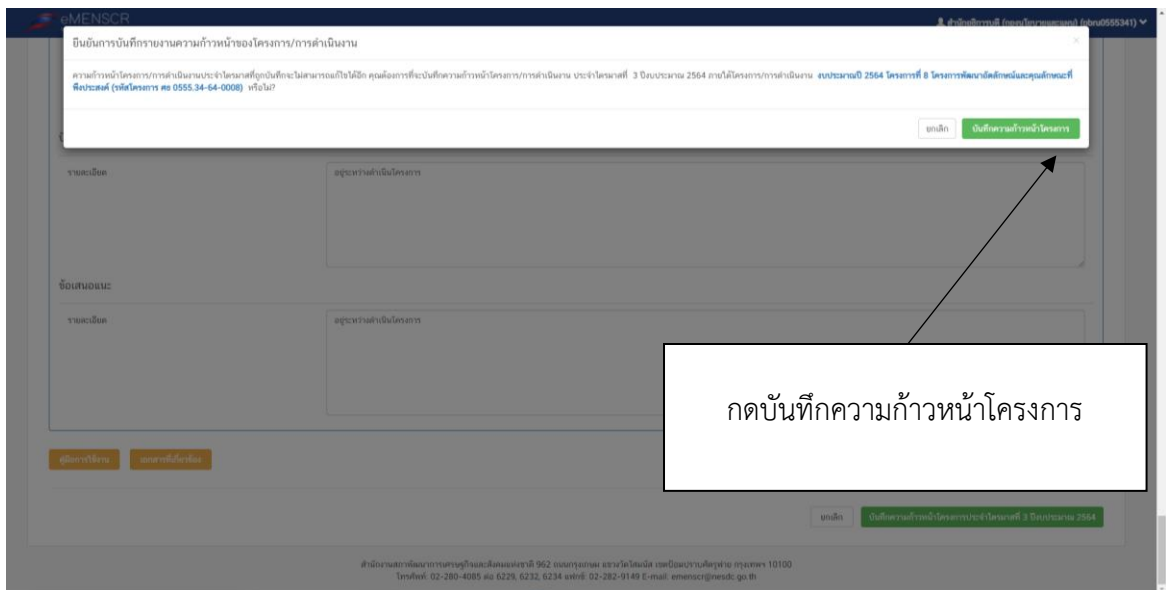 eMENSCR
สำนักอธิการบดี (กองนโยบายและแผน) (pbru0555341)
ยืนยันการบันทึกรายงานความก้าวหน้าของโครงการ/การดำเนินงาน
×
ความก้าวหน้าโครงการ/การดำเนินงานประจำไตรมาสที่ถูกบันทึกจะไม่สามารถแก้ไขได้อีก คุณต้องการที่จะบันทึกความก้าวหน้าโครงการ/การดำเนินงาน ประจำไตรมาสที่ 3 ปีงบประมาณ 2564 ภายใต้โครงการ/การดำเนินงาน งบประมาณปี 2564 โครงการที่ 8 โครงการพัฒนาอัตลักษณ์และคุณลักษณะที่
พึงประสงค์ (รหัสโครงการ ศธ 0555.34-64-0008) หรือไม่?
ยกเลิก บันทึกความก้าวหน้าโครงการ
รายละเอียด อยู่ระหว่างดำเนินโครงการ
ข้อเสนอแนะ
รายละเอียด อยู่ระหว่างดำเนินโครงการ
กดบันทึกความก้าวหน้าโครงการ
คู่มือการใช้งาน เอกสารที่เกี่ยวข้อง
ยกเลิก บันทึกความก้าวหน้าโครงการประจำไตรมาสที่ 3 ปีงบประมาณ 2564
สำนักงานสภาพัฒนาการเศรษฐกิจและสังคมแห่งชาติ 962 ถนนกรุงเกษม แขวงวัดโสมนัส เขตป้อมปราบศัตรูพ่าย กรุงเทพฯ 10100
โทรศัพท์: 02-280-4085 ต่อ 6229, 6232, 6234 แฟกซ์: 02-282-9149 E-mail: emenscr@nesdc.go.th